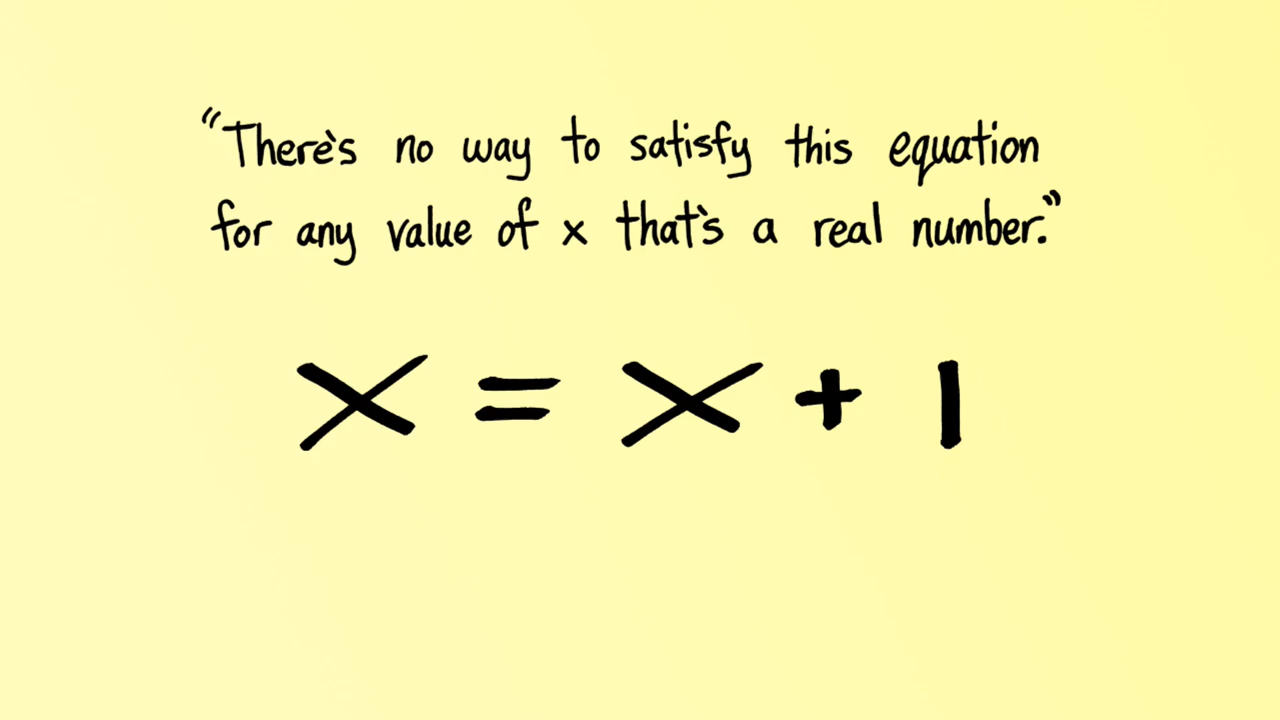 "There's no way to satisfy this equation
for any value of x that's a real number."
x = x + 1